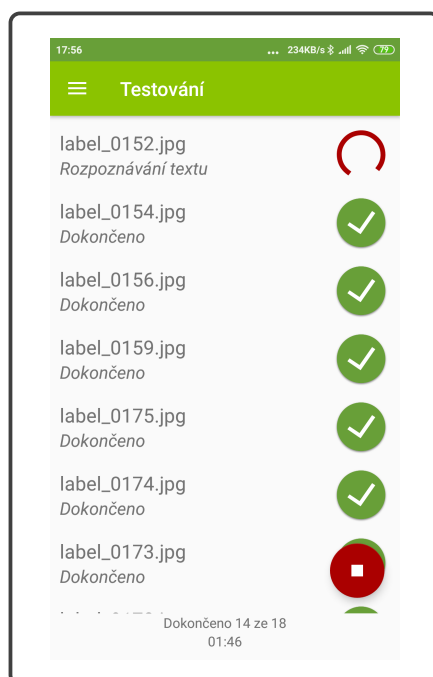 17:56 ... 234KB/s 79
Testování
label_0152.jpg
Rozpoznávání textu
label_0154.jpg
Dokončeno
label_0156.jpg
Dokončeno
label_0159.jpg
Dokončeno
label_0175.jpg
Dokončeno
label_0174.jpg
Dokončeno
label_0173.jpg
Dokončeno
Dokončeno 14 ze 18
01:46